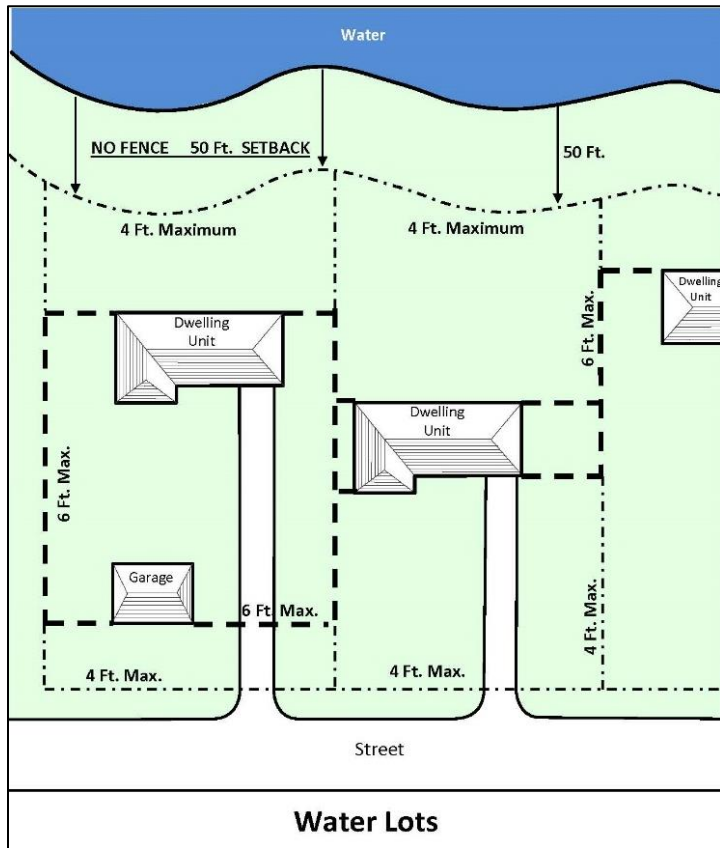 Water
NO FENCE 50 Ft. SETBACK
50 Ft.
4 Ft. Maximum
4 Ft. Maximum
Dwelling
Unit
6 Ft. Max.
Dwelling
Unit
Dwelling
Unit
6 Ft. Max.
Garage
6 Ft. Max.
4 Ft. Max.
4 Ft. Max.
4 Ft. Max.
Street
Water Lots